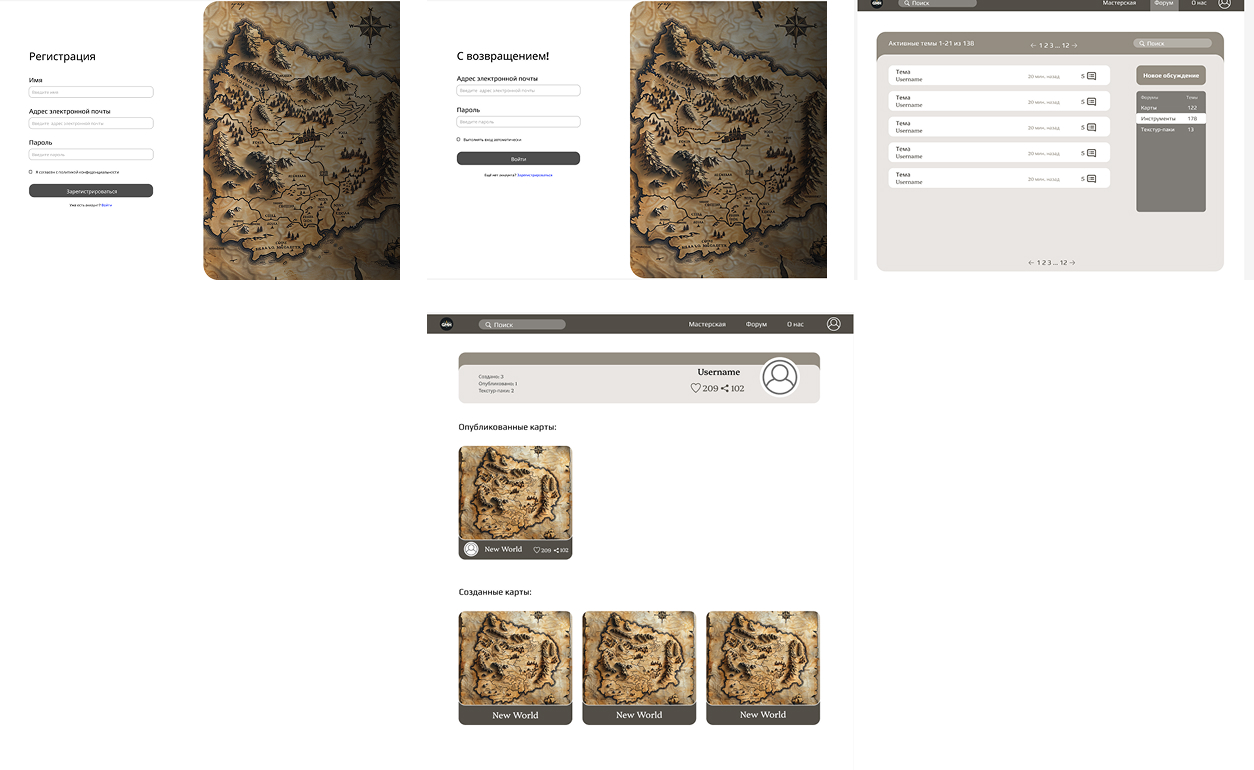 Регистрация
Имя
Введите имя
Адрес электронной почты
Введите адрес электронной почты
Пароль
Введите пароль
Я согласен с политикой конфиденциальности
Зарегистрироваться
Уже есть аккаунт? Войти
С возвращением!
Адрес электронной почты
Введите адрес электронной почты
Пароль
Введите пароль
Выполнять вход автоматически
Войти
Ещё нет аккаунта? Зарегистрироваться
Поиск
Мастерская
Форум
О нас
Активные темы 1-21 из 138
← 1 2 3 ... 12 →
Поиск
Тема
Username
20 мин. назад
5
Тема
Username
20 мин. назад
5
Тема
Username
20 мин. назад
5
Тема
Username
20 мин. назад
5
Тема
Username
20 мин. назад
5
Новое обсуждение
Форумы Темы
Карты 122
Инструменты 178
Текстур-паки 13
← 1 2 3 ... 12 →
Поиск
Мастерская
Форум
О нас
Создано: 3
Опубликовано: 1
Текстур-паки: 2
Username
209 102
Опубликованные карты:
New World
209 102
Созданные карты:
New World
New World
New World